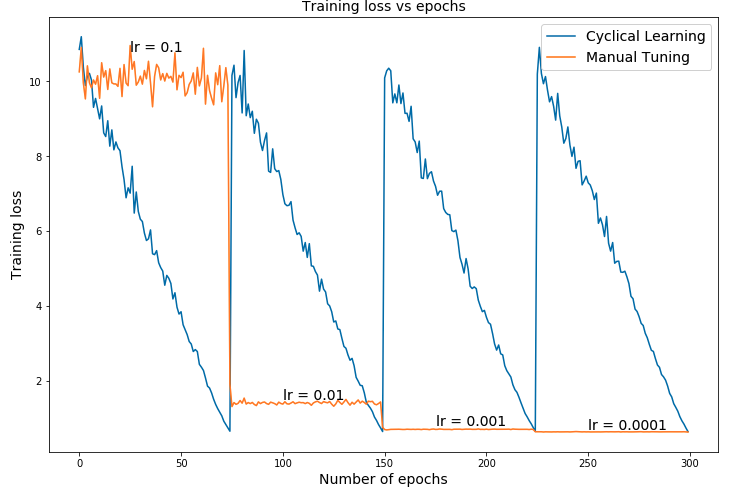 Training loss vs epochs
Cyclical Learning
Manual Tuning
lr = 0.1
lr = 0.01
lr = 0.001
lr = 0.0001
10
8
6
4
2
Training loss
0
50
100
150
200
250
300
Number of epochs